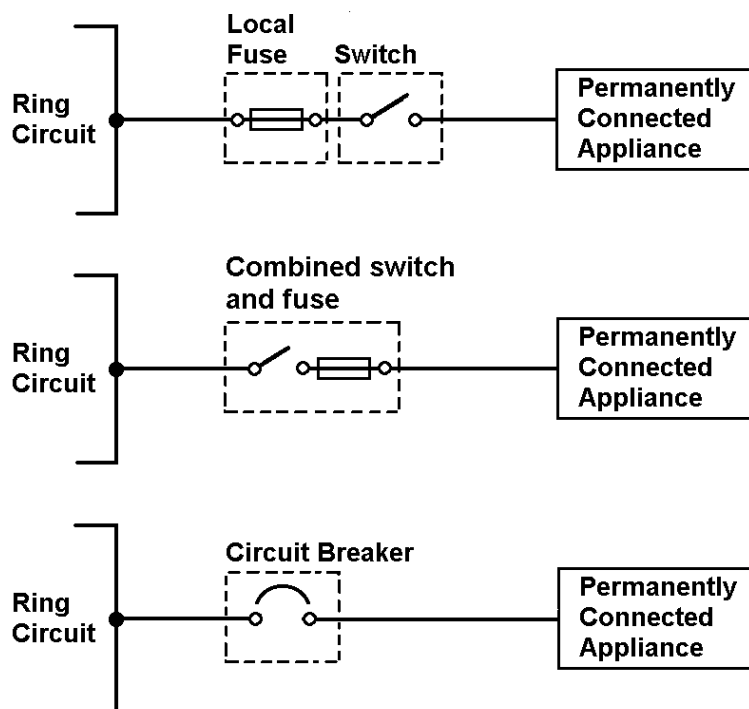 Local
Fuse
Switch
Ring
Circuit
Permanently
Connected
Appliance
Combined switch
and fuse
Ring
Circuit
Permanently
Connected
Appliance
Circuit Breaker
Ring
Circuit
Permanently
Connected
Appliance